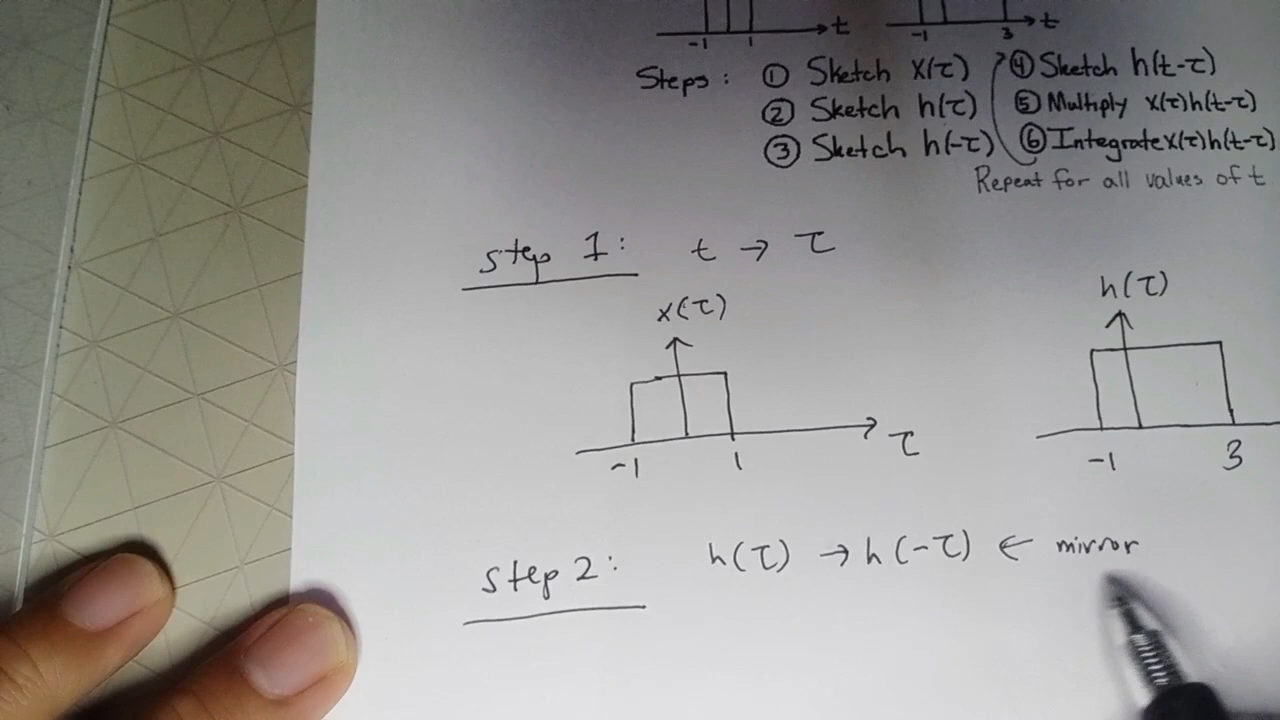 -1 1 t -1 3 t
Steps: ① Sketch x(τ) ④ Sketch h(t-τ)
② Sketch h(τ) ⑤ Multiply x(τ)h(t-τ)
③ Sketch h(-τ) ⑥ Integrate x(τ)h(t-τ)
Repeat for all values of t
step 1: t → τ
x(τ) h(τ)
-1 1 τ -1 3
step 2: h(τ) → h(-τ) ← mirror